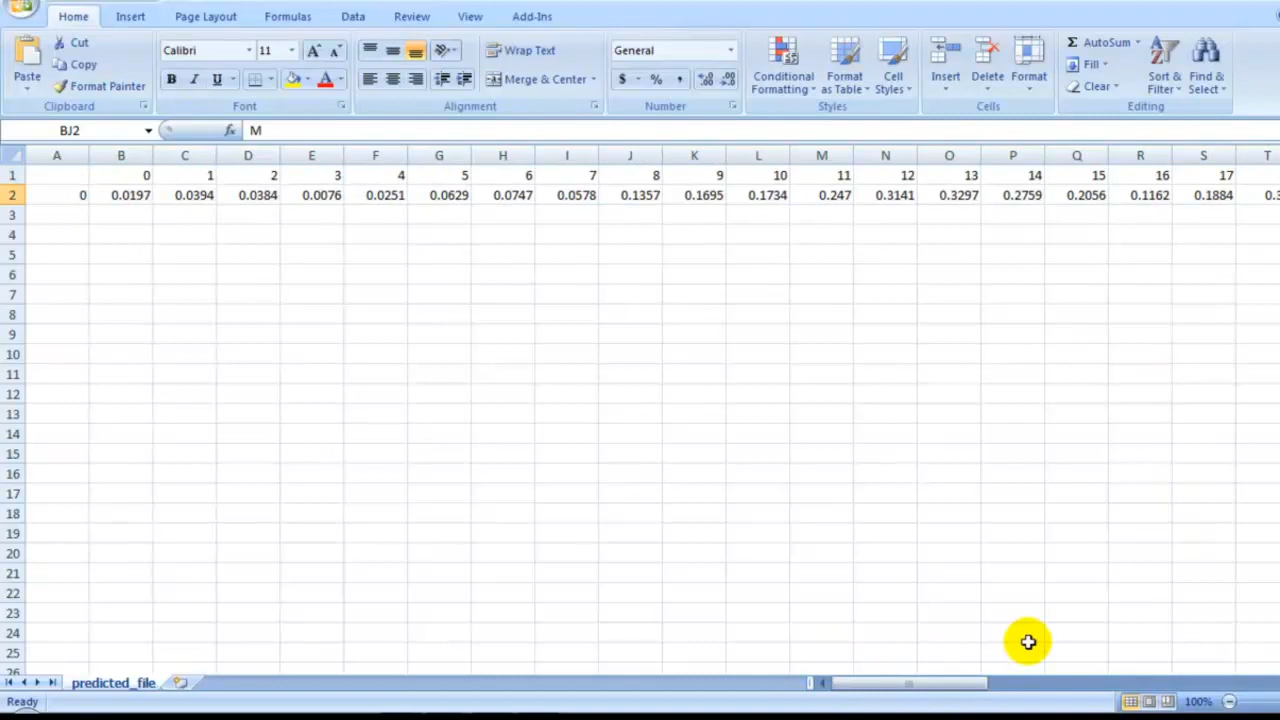 Home Insert Page Layout Formulas Data Review View Add-Ins
Paste Cut Copy Format Painter Clipboard
Calibri 11 A A B I U A Font
Wrap Text Merge & Center Alignment
General $ % , .0 .00 .00 .0 Number
Conditional Formatting Format as Table Cell Styles Styles
Insert Delete Format Cells
Σ AutoSum Fill Clear Sort & Filter Find & Select Editing
BJ2 fx M
A B C D E F G H I J K L M N O P Q R S T
1 0 1 2 3 4 5 6 7 8 9 10 11 12 13 14 15 16 17
2 0 0.0197 0.0394 0.0384 0.0076 0.0251 0.0629 0.0747 0.0578 0.1357 0.1695 0.1734 0.247 0.3141 0.3297 0.2759 0.2056 0.1162 0.1884
3
4
5
6
7
8
9
10
11
12
13
14
15
16
17
18
19
20
21
22
23
24
25
26
predicted_file
Ready 100%